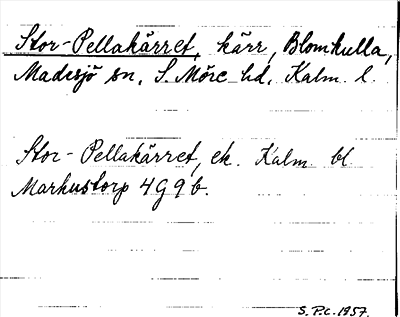 Stor-Pellakärret, kärr, Blomkulla,
Madesjö sn, S. Möre hd, Kalm. l.
Stor-Pellakärret, ek. Kalm. bl.
Markustorp 4G9b.
S.P.C. 1957.